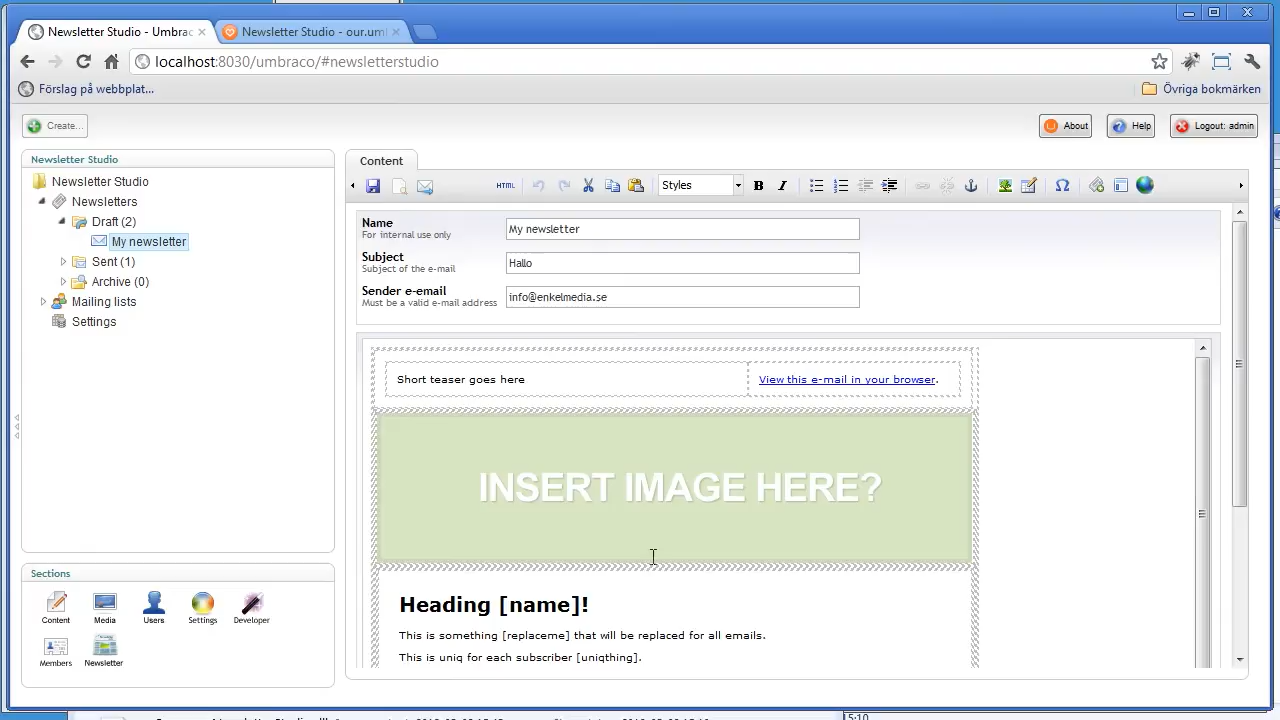 Newsletter Studio - Umbrac
Newsletter Studio - our.um
localhost:8030/umbraco/#newsletterstudio
Förslag på webbplat...
Övriga bokmärken
Create...
About
Help
Logout: admin
Newsletter Studio
Newsletter Studio
Newsletters
Draft (2)
My newsletter
Sent (1)
Archive (0)
Mailing lists
Settings
Sections
Content
Media
Users
Settings
Developer
Members
Newsletter
Content
HTML
Styles
B
I
Name
For internal use only
My newsletter
Subject
Subject of the e-mail
Hallo
Sender e-email
Must be a valid e-mail address
info@enkelmedia.se
Short teaser goes here
View this e-mail in your browser.
INSERT IMAGE HERE?
Heading [name]!
This is something [replaceme] that will be replaced for all emails.
This is uniq for each subscriber [uniqthing].
15:10